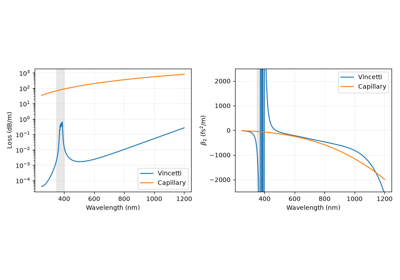 10³
10²
10¹
10⁰
10⁻¹
10⁻²
10⁻³
10⁻⁴
Loss (dB/m)
Vincetti
Capillary
400
600
800
1000
1200
Wavelength (nm)
2000
1000
0
−1000
−2000
β₂ (fs²/m)
Vincetti
Capillary
400
600
800
1000
1200
Wavelength (nm)